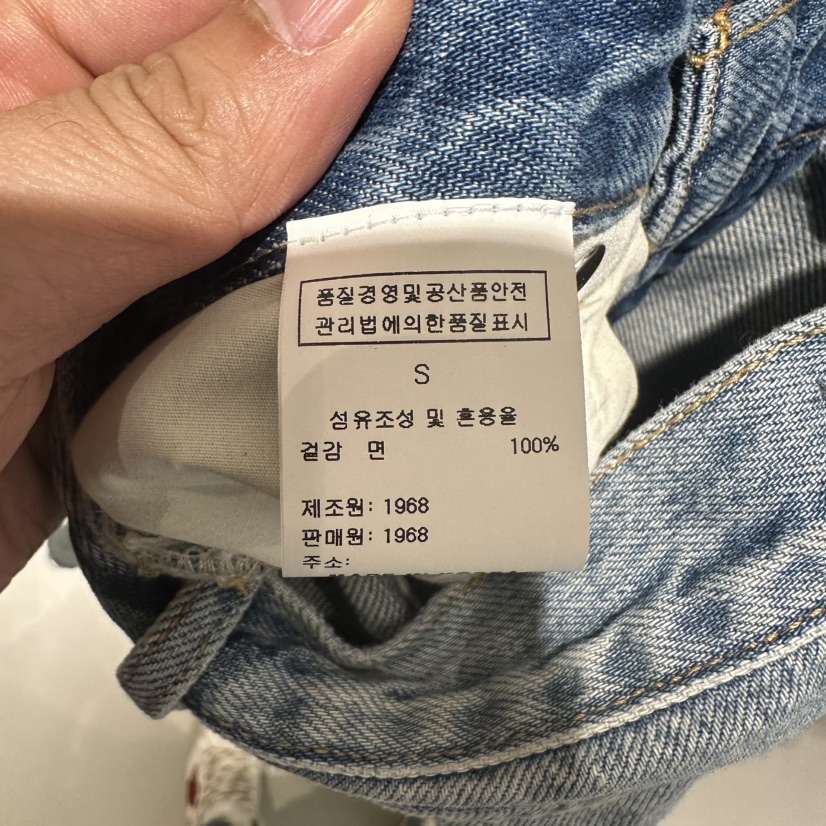 품질경영및공산품안전
관리법에의한품질표시
S
섬유조성 및 혼용율
겉감 면 100%
제조원: 1968
판매원: 1968
주소: